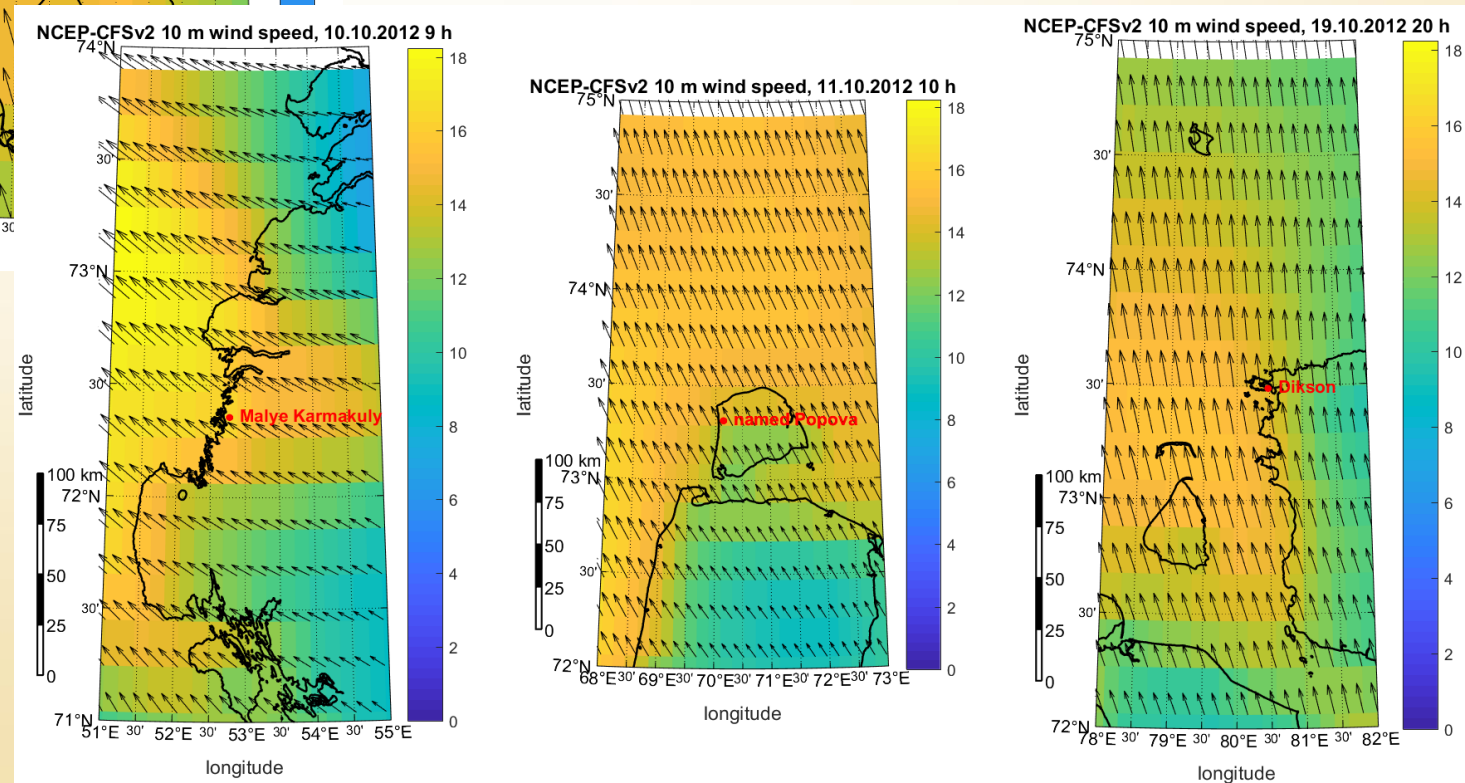 30
NCEP-CFSv2 10 m wind speed, 10.10.2012 9 h
74°N
30'
73°N
30'
72°N
30'
71°N
latitude
100 km
75
50
25
0
Malye Karmakuly
51°E 30' 52°E 30' 53°E 30' 54°E 30' 55°E
longitude
18
16
14
12
10
8
6
4
2
0
NCEP-CFSv2 10 m wind speed, 11.10.2012 10 h
75°N
30'
74°N
30'
73°N
30'
72°N
latitude
100 km
75
50
25
0
named Popova
68°E 30' 69°E 30' 70°E 30' 71°E 30' 72°E 30' 73°E
longitude
18
16
14
12
10
8
6
4
2
0
NCEP-CFSv2 10 m wind speed, 19.10.2012 20 h
75°N
30'
74°N
30'
73°N
30'
72°N
latitude
100 km
75
50
25
0
Dikson
78°E 30' 79°E 30' 80°E 30' 81°E 30' 82°E
longitude
18
16
14
12
10
8
6
4
2
0